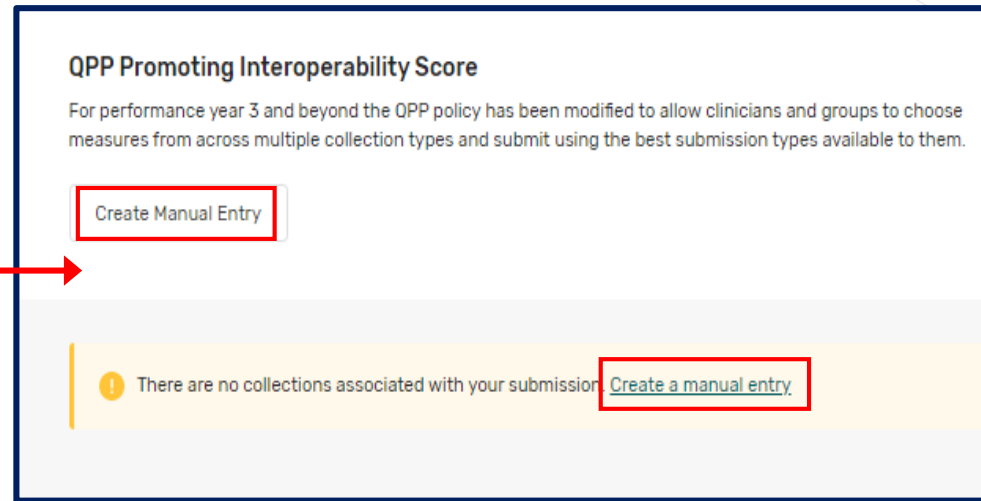 QPP Promoting Interoperability Score
For performance year 3 and beyond the QPP policy has been modified to allow clinicians and groups to choose
measures from across multiple collection types and submit using the best submission types available to them.
Create Manual Entry
There are no collections associated with your submission. Create a manual entry